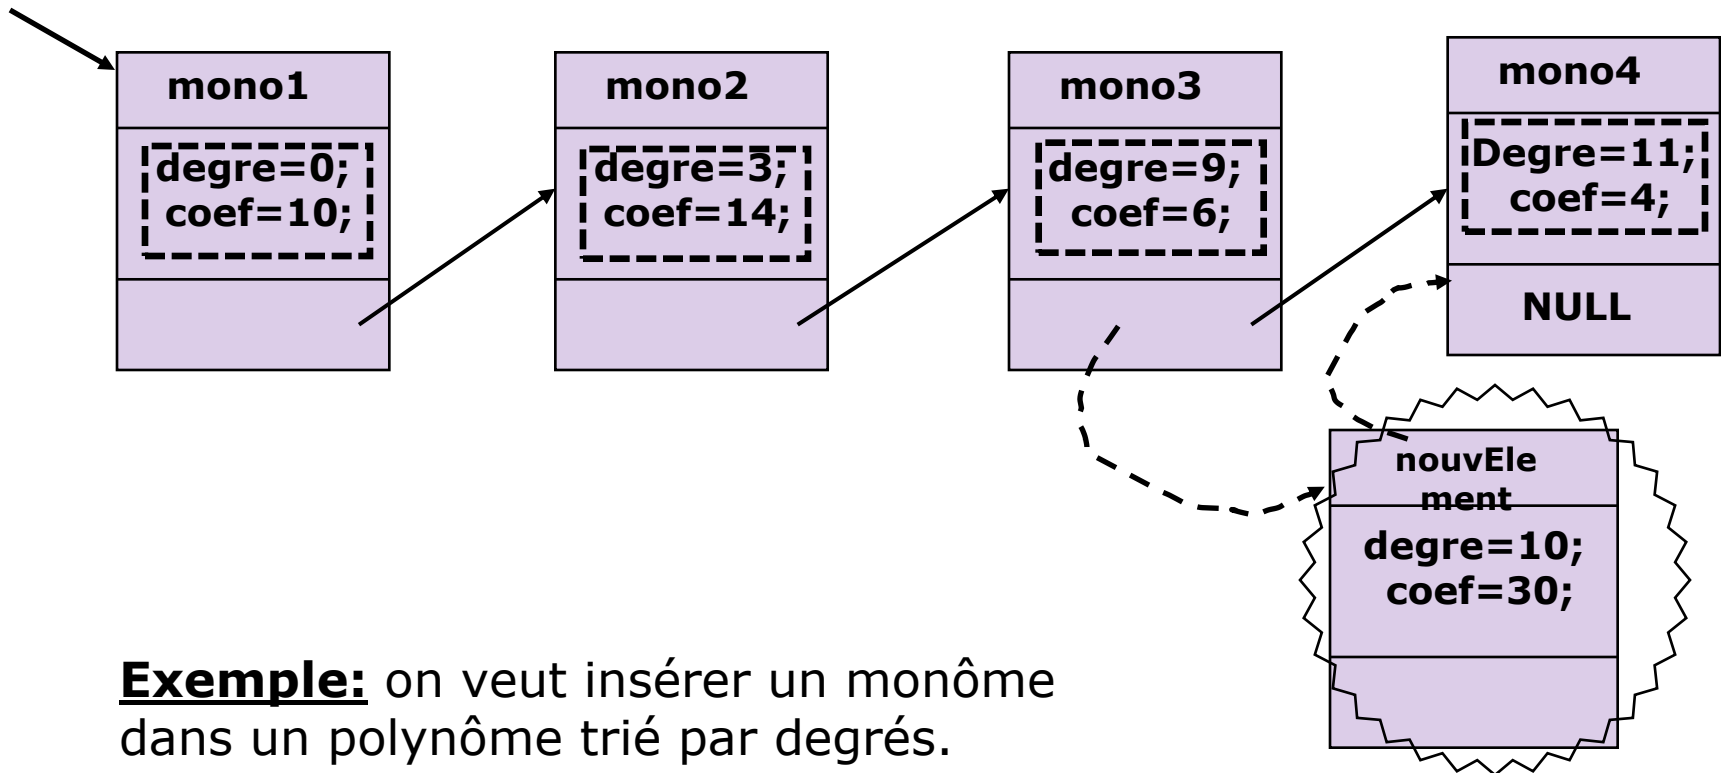 mono1
degre=0;
coef=10;
mono2
degre=3;
coef=14;
mono3
degre=9;
coef=6;
mono4
Degre=11;
coef=4;
NULL
nouvEle
ment
degre=10;
coef=30;
Exemple: on veut insérer un monôme
dans un polynôme trié par degrés.